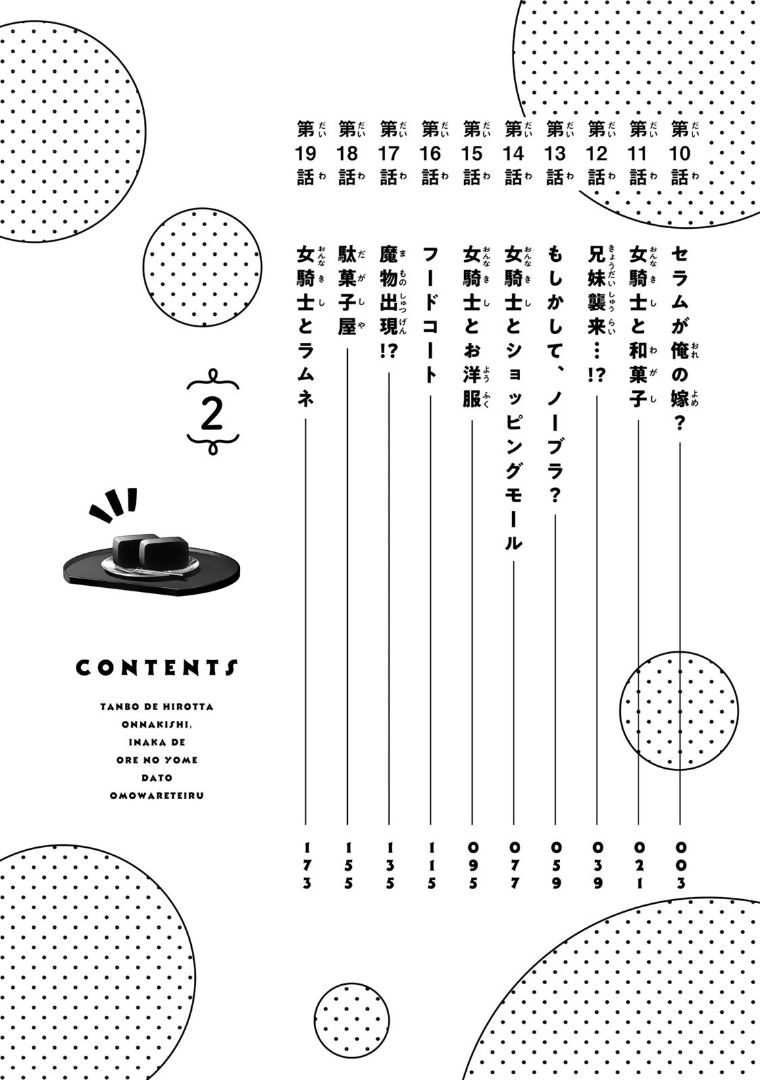 第10話 セラムが俺の嫁? 003
第11話 女騎士と和菓子 021
第12話 兄妹襲来…!? 039
第13話 もしかして、ノーブラ? 059
第14話 女騎士とショッピングモール 077
第15話 女騎士とお洋服 095
第16話 フードコート 115
第17話 魔物出現!? 135
第18話 駄菓子屋 155
第19話 女騎士とラムネ 173
2
CONTENTS
TANBO DE HIROTTA
ONNAKISHI,
INAKA DE
ORE NO YOME
DATO
OMOWARETEIRU